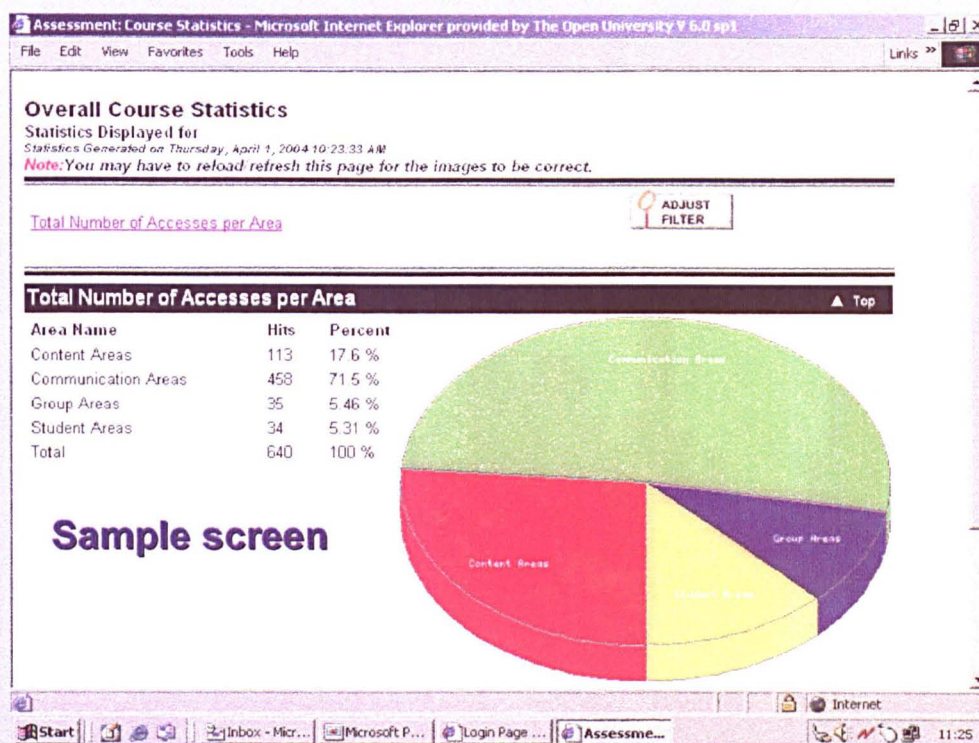 Assessment: Course Statistics - Microsoft Internet Explorer provided by The Open University V 6.0 sp1
File Edit View Favorites Tools Help Links »
Overall Course Statistics
Statistics Displayed for
Statistics Generated on Thursday, April 1, 2004 10:23:33 AM
Note:You may have to reload/refresh this page for the images to be correct.
Total Number of Accesses per Area
ADJUST
FILTER
Total Number of Accesses per Area Top
Area Name Hits Percent
Content Areas 113 17.6 %
Communication Areas 458 71.5 %
Group Areas 35 5.46 %
Student Areas 34 5.31 %
Total 640 100 %
Communication Areas
Sample screen
Group Areas
Content Areas
Student Areas
Internet
Start Inbox - Micr... Microsoft P... Login Page ... Assessme... 11:25